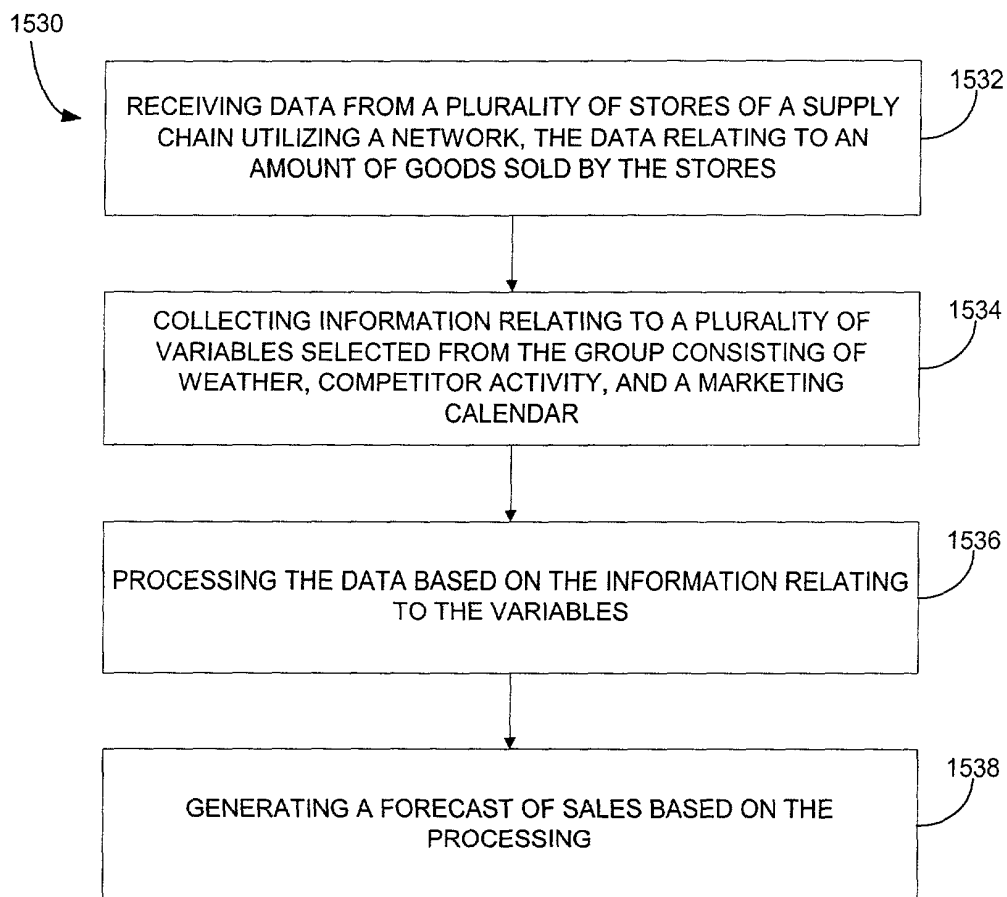 1530
1532
RECEIVING DATA FROM A PLURALITY OF STORES OF A SUPPLY
CHAIN UTILIZING A NETWORK, THE DATA RELATING TO AN
AMOUNT OF GOODS SOLD BY THE STORES
1534
COLLECTING INFORMATION RELATING TO A PLURALITY OF
VARIABLES SELECTED FROM THE GROUP CONSISTING OF
WEATHER, COMPETITOR ACTIVITY, AND A MARKETING
CALENDAR
1536
PROCESSING THE DATA BASED ON THE INFORMATION RELATING
TO THE VARIABLES
1538
GENERATING A FORECAST OF SALES BASED ON THE
PROCESSING